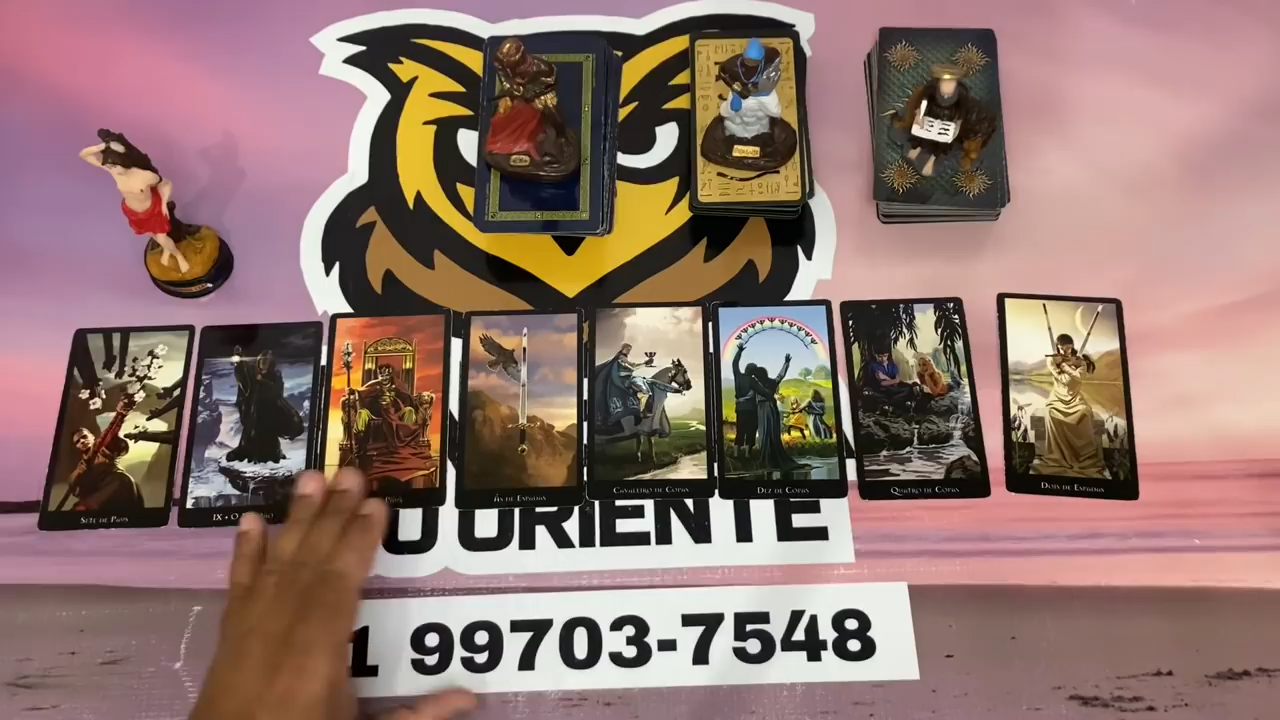 SETE DE PAUS
IX • O
ÁS DE ESPADAS
CAVALEIRO DE COPAS
DEZ DE COPAS
QUATRO DE COPAS
DOIS DE ESPADAS
O ORIENTE
1 99703-7548